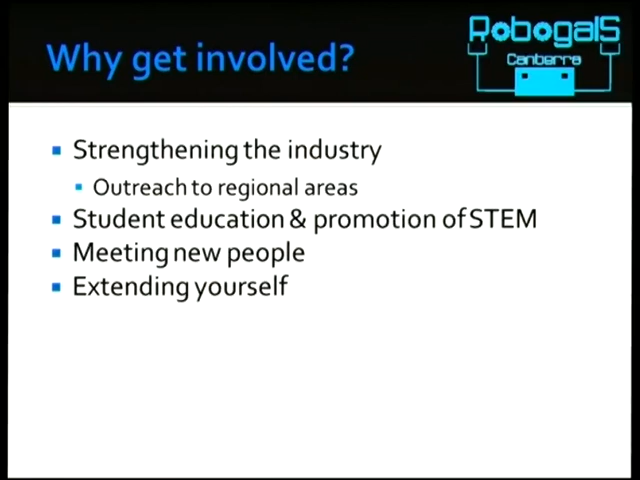 Why get involved?
Robogals
Canberra
Strengthening the industry
Outreach to regional areas
Student education & promotion of STEM
Meeting new people
Extending yourself